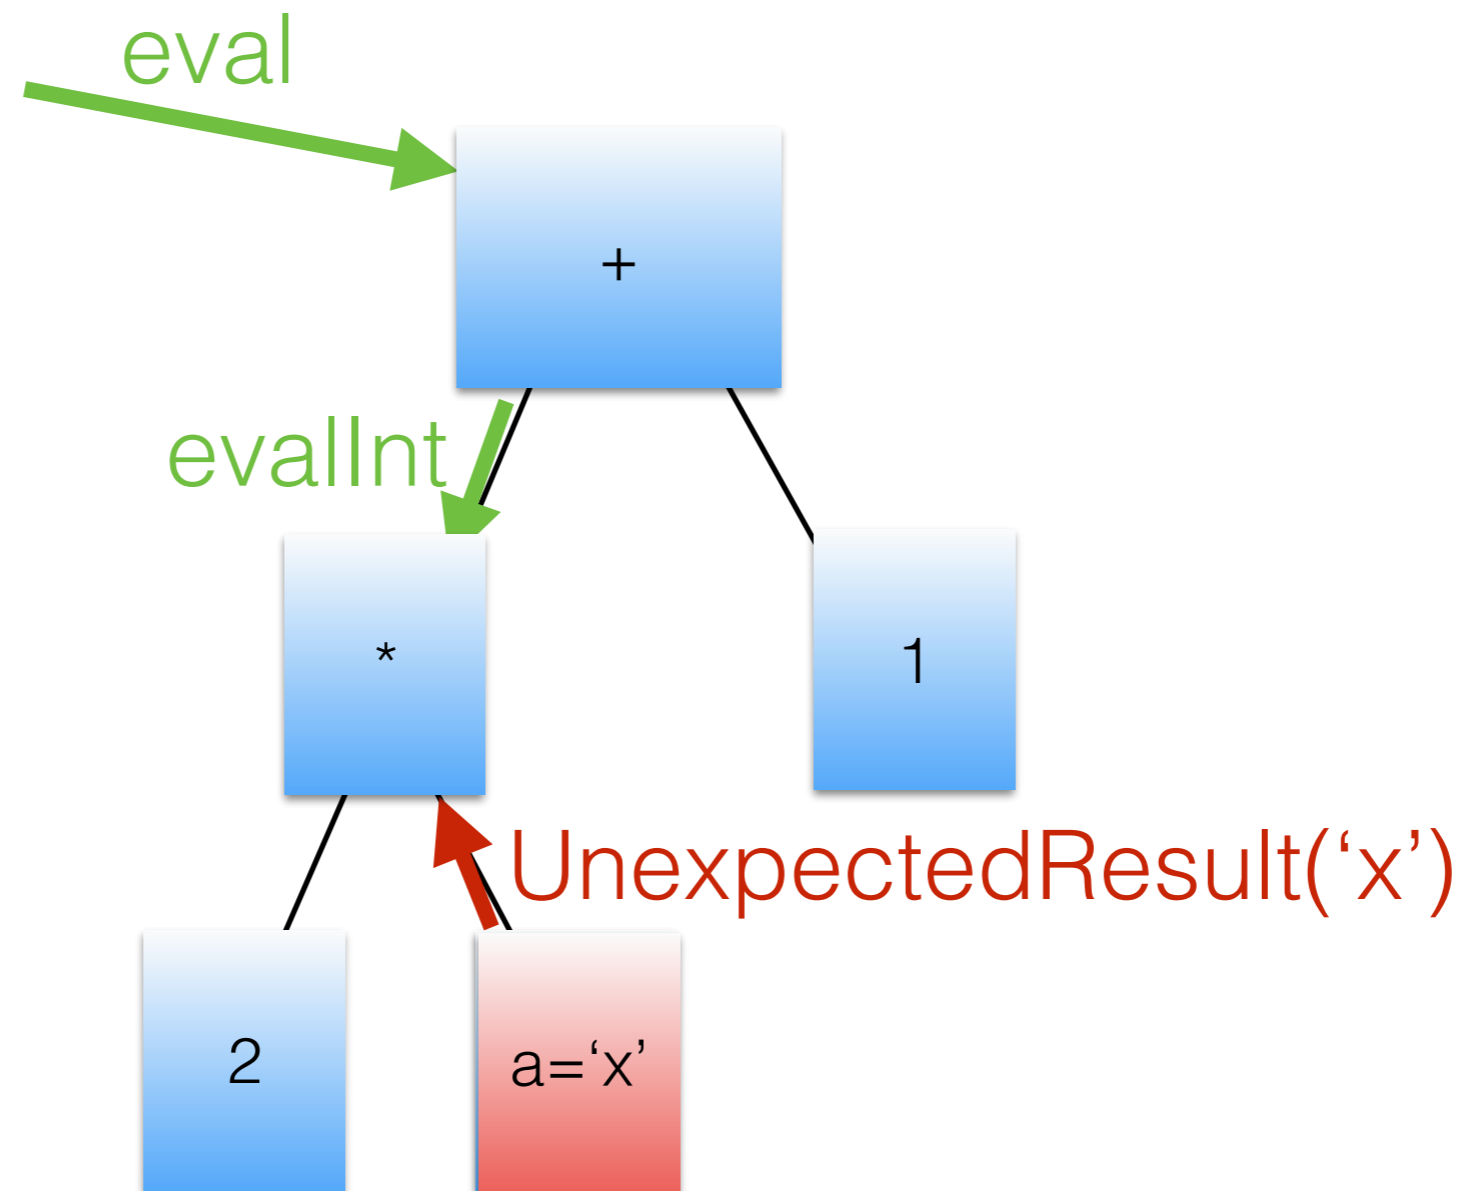 eval
+
evalInt
*
1
UnexpectedResult(‘x’)
2
a=‘x’